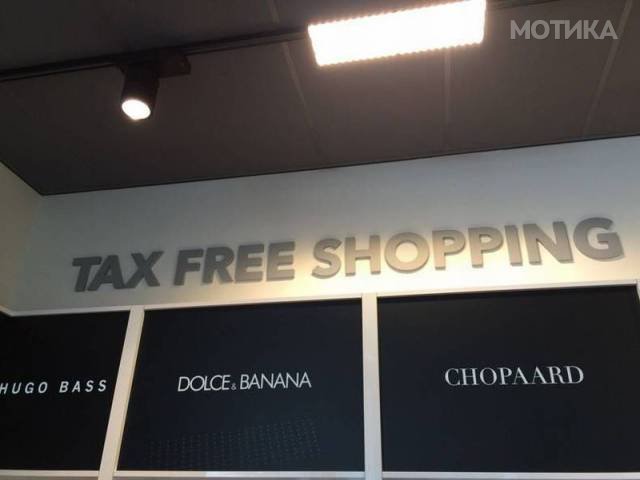 МОТИКА
TAX FREE SHOPPING
HUGO BASS
DOLCE & BANANA
CHOPAARD